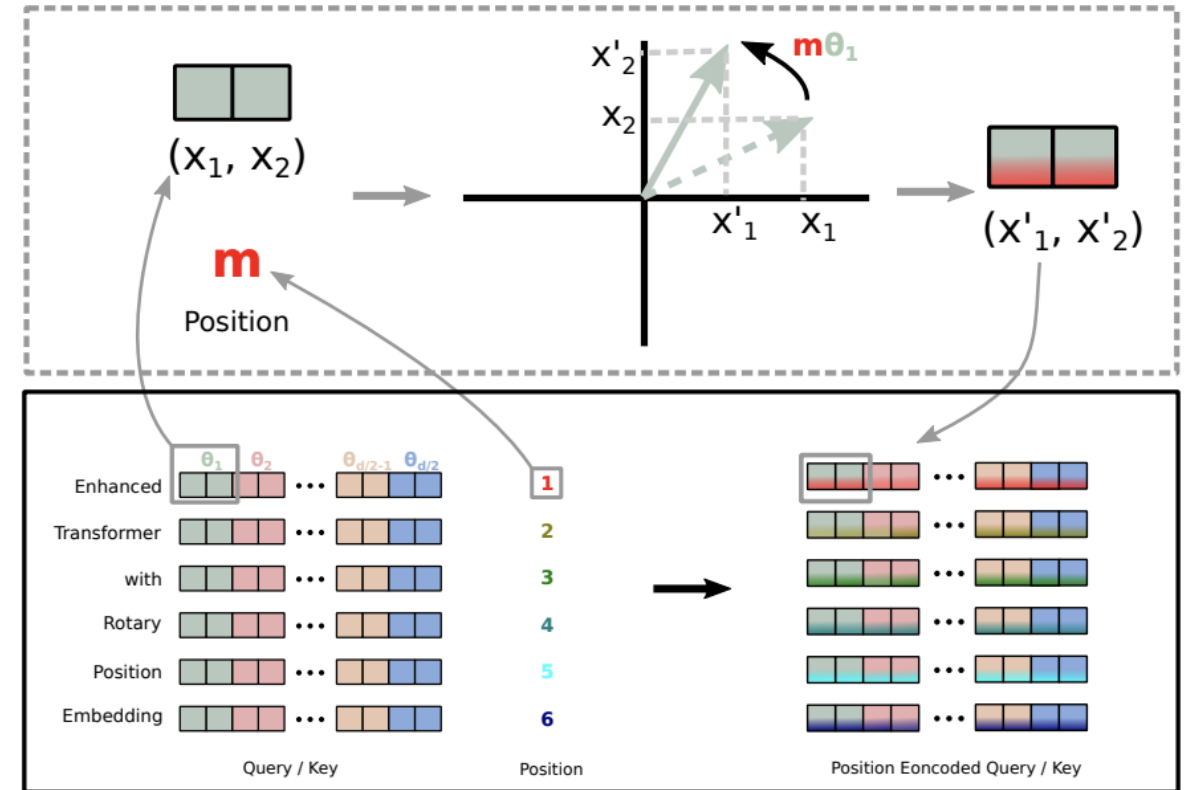 x'₂
mθ₁
x₂
(x₁, x₂)
x'₁ x₁
(x'₁, x'₂)
m
Position
θ₁ θ₂ θd/2-1 θd/2
Enhanced 1
Transformer 2
with 3
Rotary 4
Position 5
Embedding 6
Query / Key Position Position Eoncoded Query / Key